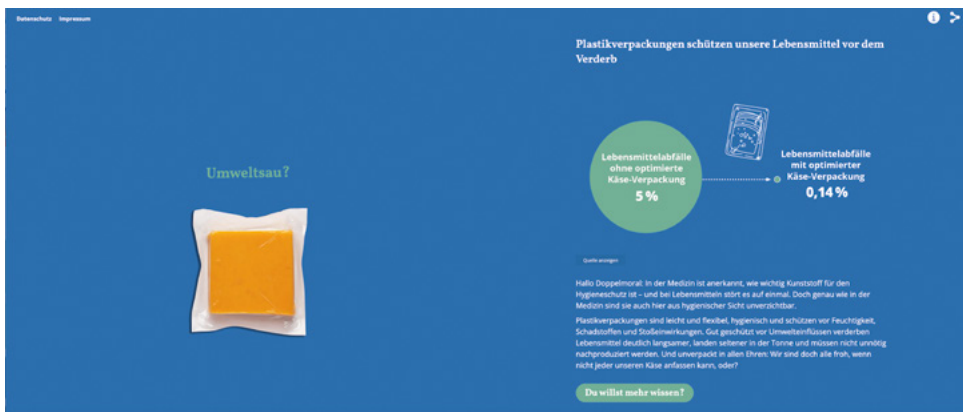 Datenschutz Impressum
Plastikverpackungen schützen unsere Lebensmittel vor dem
Verderb
Umweltsau?
Lebensmittelabfälle
ohne optimierte
Käse-Verpackung
5 %
Lebensmittelabfälle
mit optimierter
Käse-Verpackung
0,14 %
Quelle anzeigen
Hallo Doppelmoral: In der Medizin ist anerkannt, wie wichtig Kunststoff für den
Hygieneschutz ist – und bei Lebensmitteln stört es auf einmal. Doch genau wie in der
Medizin sind sie auch hier aus hygienischer Sicht unverzichtbar.
Plastikverpackungen sind leicht und flexibel, hygienisch und schützen vor Feuchtigkeit,
Schadstoffen und Stoßeinwirkungen. Gut geschützt vor Umwelteinflüssen verderben
Lebensmittel deutlich langsamer, landen seltener in der Tonne und müssen nicht unnötig
nachproduziert werden. Und unverpackt in allen Ehren: Wir sind doch alle froh, wenn
nicht jeder unseren Käse anfassen kann, oder?
Du willst mehr wissen?